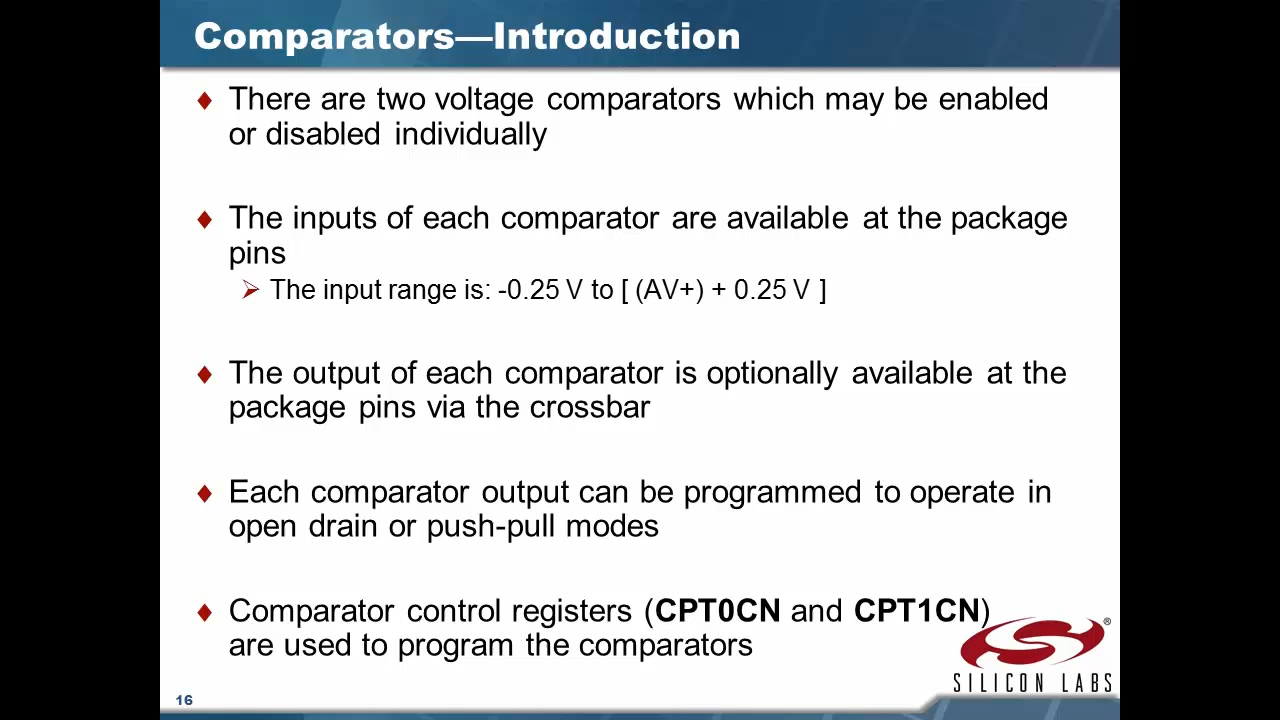 Comparators—Introduction
There are two voltage comparators which may be enabled
or disabled individually
The inputs of each comparator are available at the package
pins
The input range is: -0.25 V to [ (AV+) + 0.25 V ]
The output of each comparator is optionally available at the
package pins via the crossbar
Each comparator output can be programmed to operate in
open drain or push-pull modes
Comparator control registers (CPT0CN and CPT1CN)
are used to program the comparators
®
SILICON LABS
16